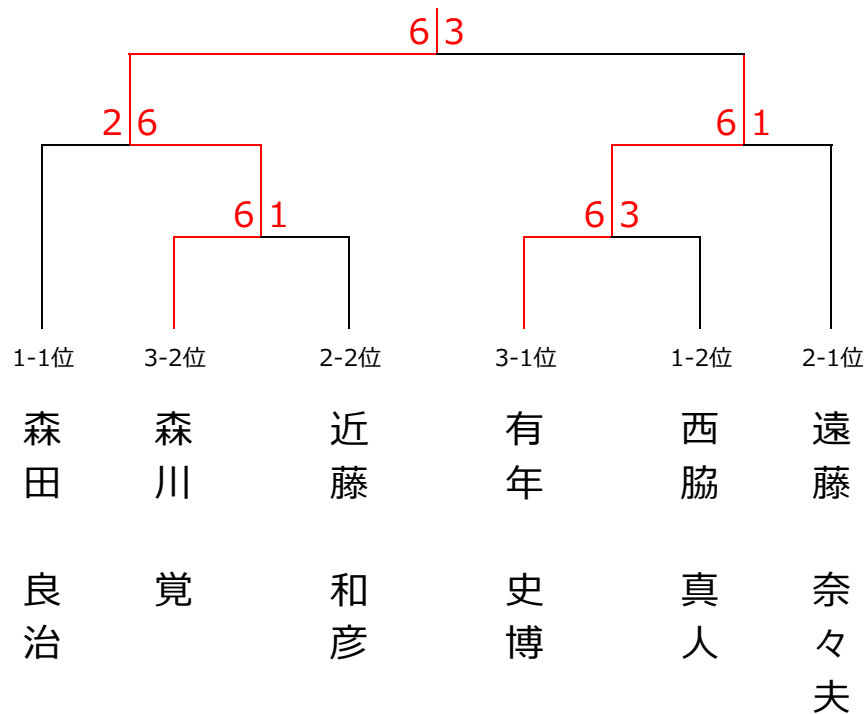 6 3
2 6
6 1
6 1
6 3
1-1位
3-2位
2-2位
3-1位
1-2位
2-1位
森田 良治
森川 覚
近藤 和彦
有年 史博
西脇 真人
遠藤 奈々夫